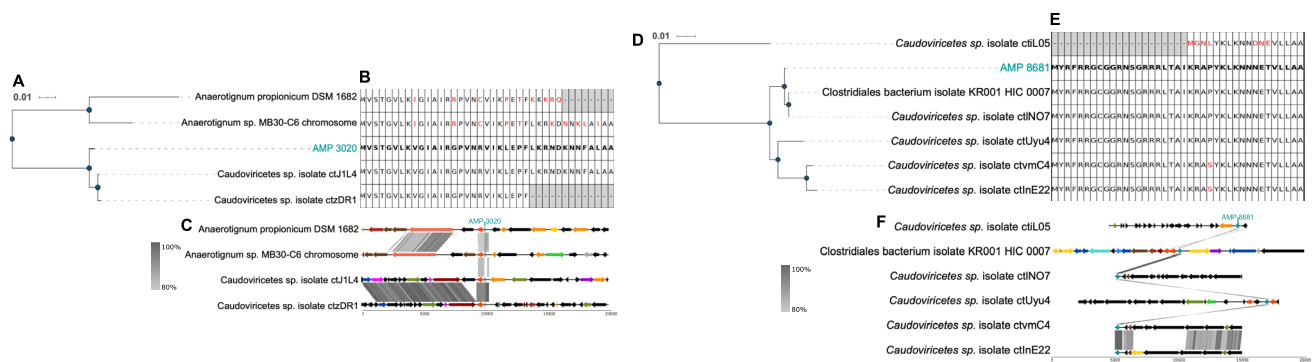 A
0.01
Anaerotignum propionicum DSM 1682
Anaerotignum sp. MB30-C6 chromosome
AMP 3020
Caudoviricetes sp. isolate ctJ1L4
Caudoviricetes sp. isolate ctzDR1
B
MVSTGVLKIGIAIRRPVNCVIKPETFKKKRQ--------
MVSTGVLKIGIAIRRPVNCVIKPETFLKRKDNNKLAIAA
MVSTGVLKVGIAIRGPVNRVIKLEPFLKRNDKNNFALAA
MVSTGVLKVGIAIRGPVNRVIKLEPFLKRNDKNNFALAA
MVSTGVLKVGIAIRGPVNRVIKLEPF-------------
C
AMP 3020
100%
80%
Anaerotignum propionicum DSM 1682
Anaerotignum sp. MB30-C6 chromosome
Caudoviricetes sp. isolate ctJ1L4
Caudoviricetes sp. isolate ctzDR1
0 5000 10000 15000 20000
D
0.01
Caudoviricetes sp. isolate ctiL05
AMP 8681
Clostridiales bacterium isolate KR001 HIC 0007
Caudoviricetes sp. isolate ctlNO7
Caudoviricetes sp. isolate ctUyu4
Caudoviricetes sp. isolate ctvmC4
Caudoviricetes sp. isolate ctInE22
E
---------------------MGNLYKLKNNDNEVLLAA
MYRFRRGCGGRNSGRRRLTAIKRAPYKLKNNNETVLLAA
MYRFRRGCGGRNSGRRRLTAIKRAPYKLKNNNETVLLAA
MYRFRRGCGGRNSGRRRLTAIKRAPYKLKNNNETVLLAA
MYRFRRGCGGRNSGRRRLTAIKRAPYKLKNNNETVLLAA
MYRFRRGCGGRNSGRRRLTAIKRASYKLKNNNETVLLAA
MYRFRRGCGGRNSGRRRLTAIKRASYKLKNNNETVLLAA
F
AMP 8681
100%
80%
Caudoviricetes sp. isolate ctiL05
Clostridiales bacterium isolate KR001 HIC 0007
Caudoviricetes sp. isolate ctlNO7
Caudoviricetes sp. isolate ctUyu4
Caudoviricetes sp. isolate ctvmC4
Caudoviricetes sp. isolate ctInE22
0 5000 10000 15000 20000